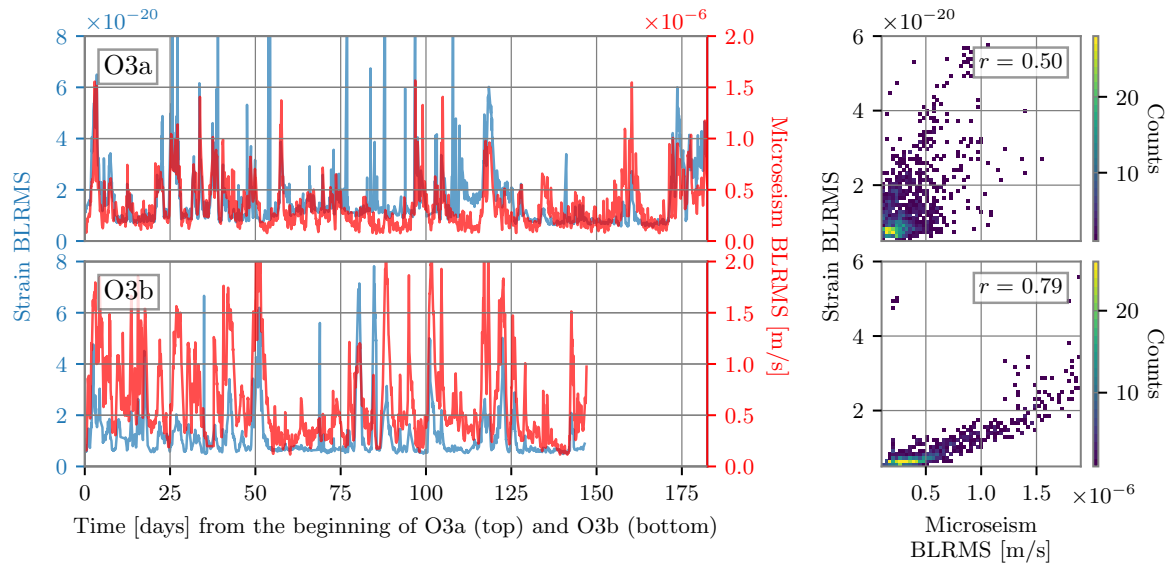 ×10−20
×10−6
×10−20
8
6
4
2
0
Strain BLRMS
O3a
2.0
1.5
1.0
0.5
0.0
Microseism BLRMS [m/s]
6
4
2
Strain BLRMS
r = 0.50
20
10
Counts
8
6
4
2
0
O3b
2.0
1.5
1.0
0.5
0.0
6
4
2
r = 0.79
20
10
Counts
0 25 50 75 100 125 150 175
Time [days] from the beginning of O3a (top) and O3b (bottom)
0.5 1.0 1.5
×10−6
Microseism
BLRMS [m/s]